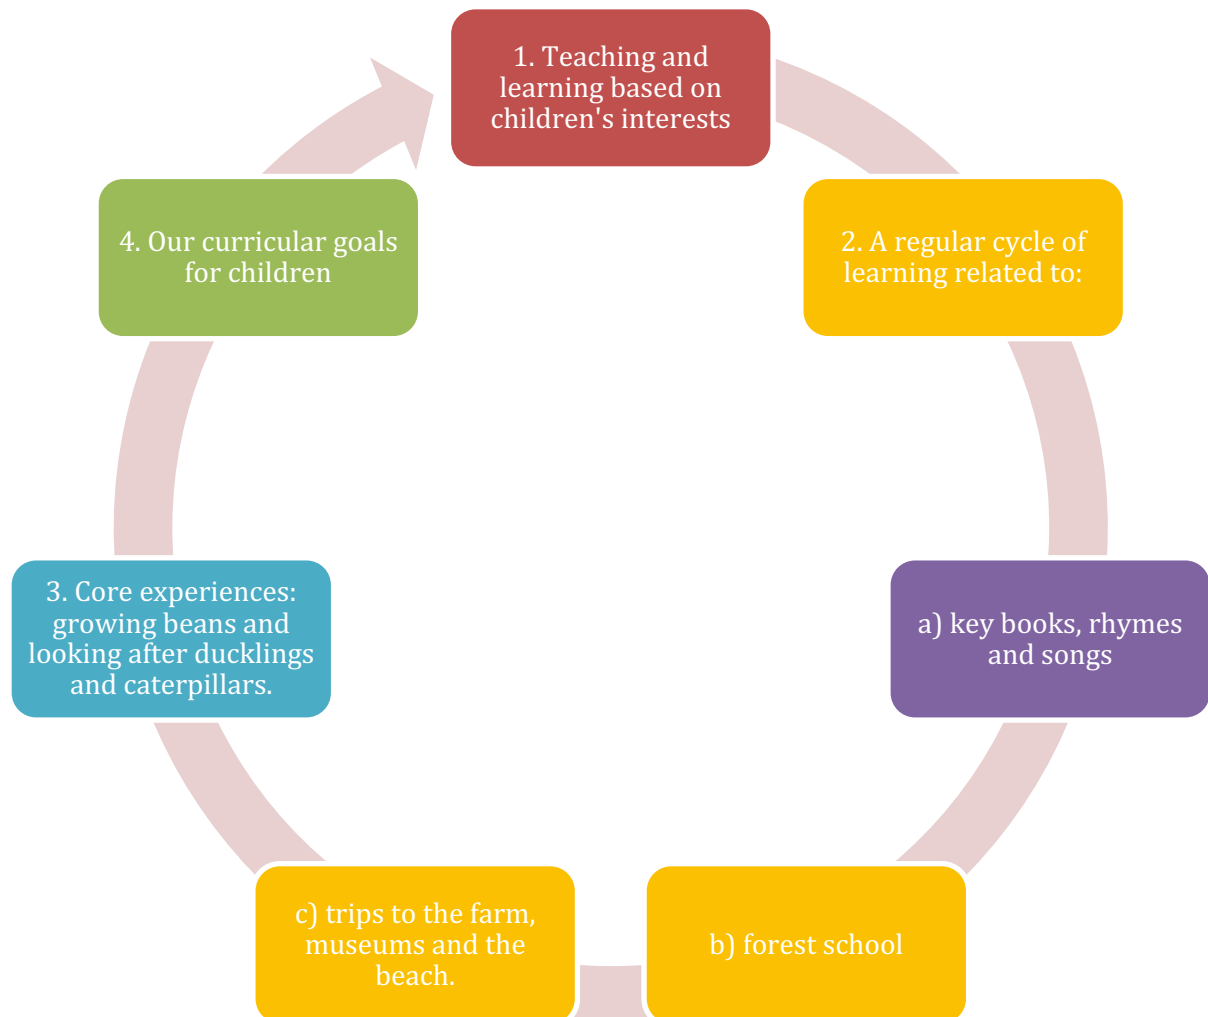 1. Teaching and
learning based on
children's interests
2. A regular cycle of
learning related to:
a) key books, rhymes
and songs
b) forest school
c) trips to the farm,
museums and the
beach.
3. Core experiences:
growing beans and
looking after ducklings
and caterpillars.
4. Our curricular goals
for children